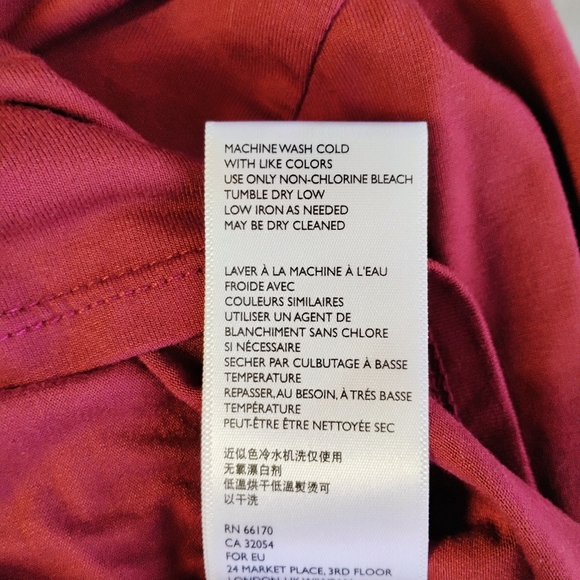 MACHINE WASH COLD
WITH LIKE COLORS
USE ONLY NON-CHLORINE BLEACH
TUMBLE DRY LOW
LOW IRON AS NEEDED
MAY BE DRY CLEANED
LAVER À LA MACHINE À L'EAU
FROIDE AVEC
COULEURS SIMILAIRES
UTILISER UN AGENT DE
BLANCHIMENT SANS CHLORE
SI NÉCESSAIRE
SECHER PAR CULBUTAGE À BASSE
TEMPERATURE
REPASSER, AU BESOIN, À TRÉS BASSE
TEMPÉRATURE
PEUT-ÊTRE ÊTRE NETTOYÉE SEC
近似色冷水机洗仅使用
无氯漂白剂
低溫烘干低溫熨烫可
以干洗
RN 66170
CA 32054
FOR EU
24 MARKET PLACE, 3RD FLOOR